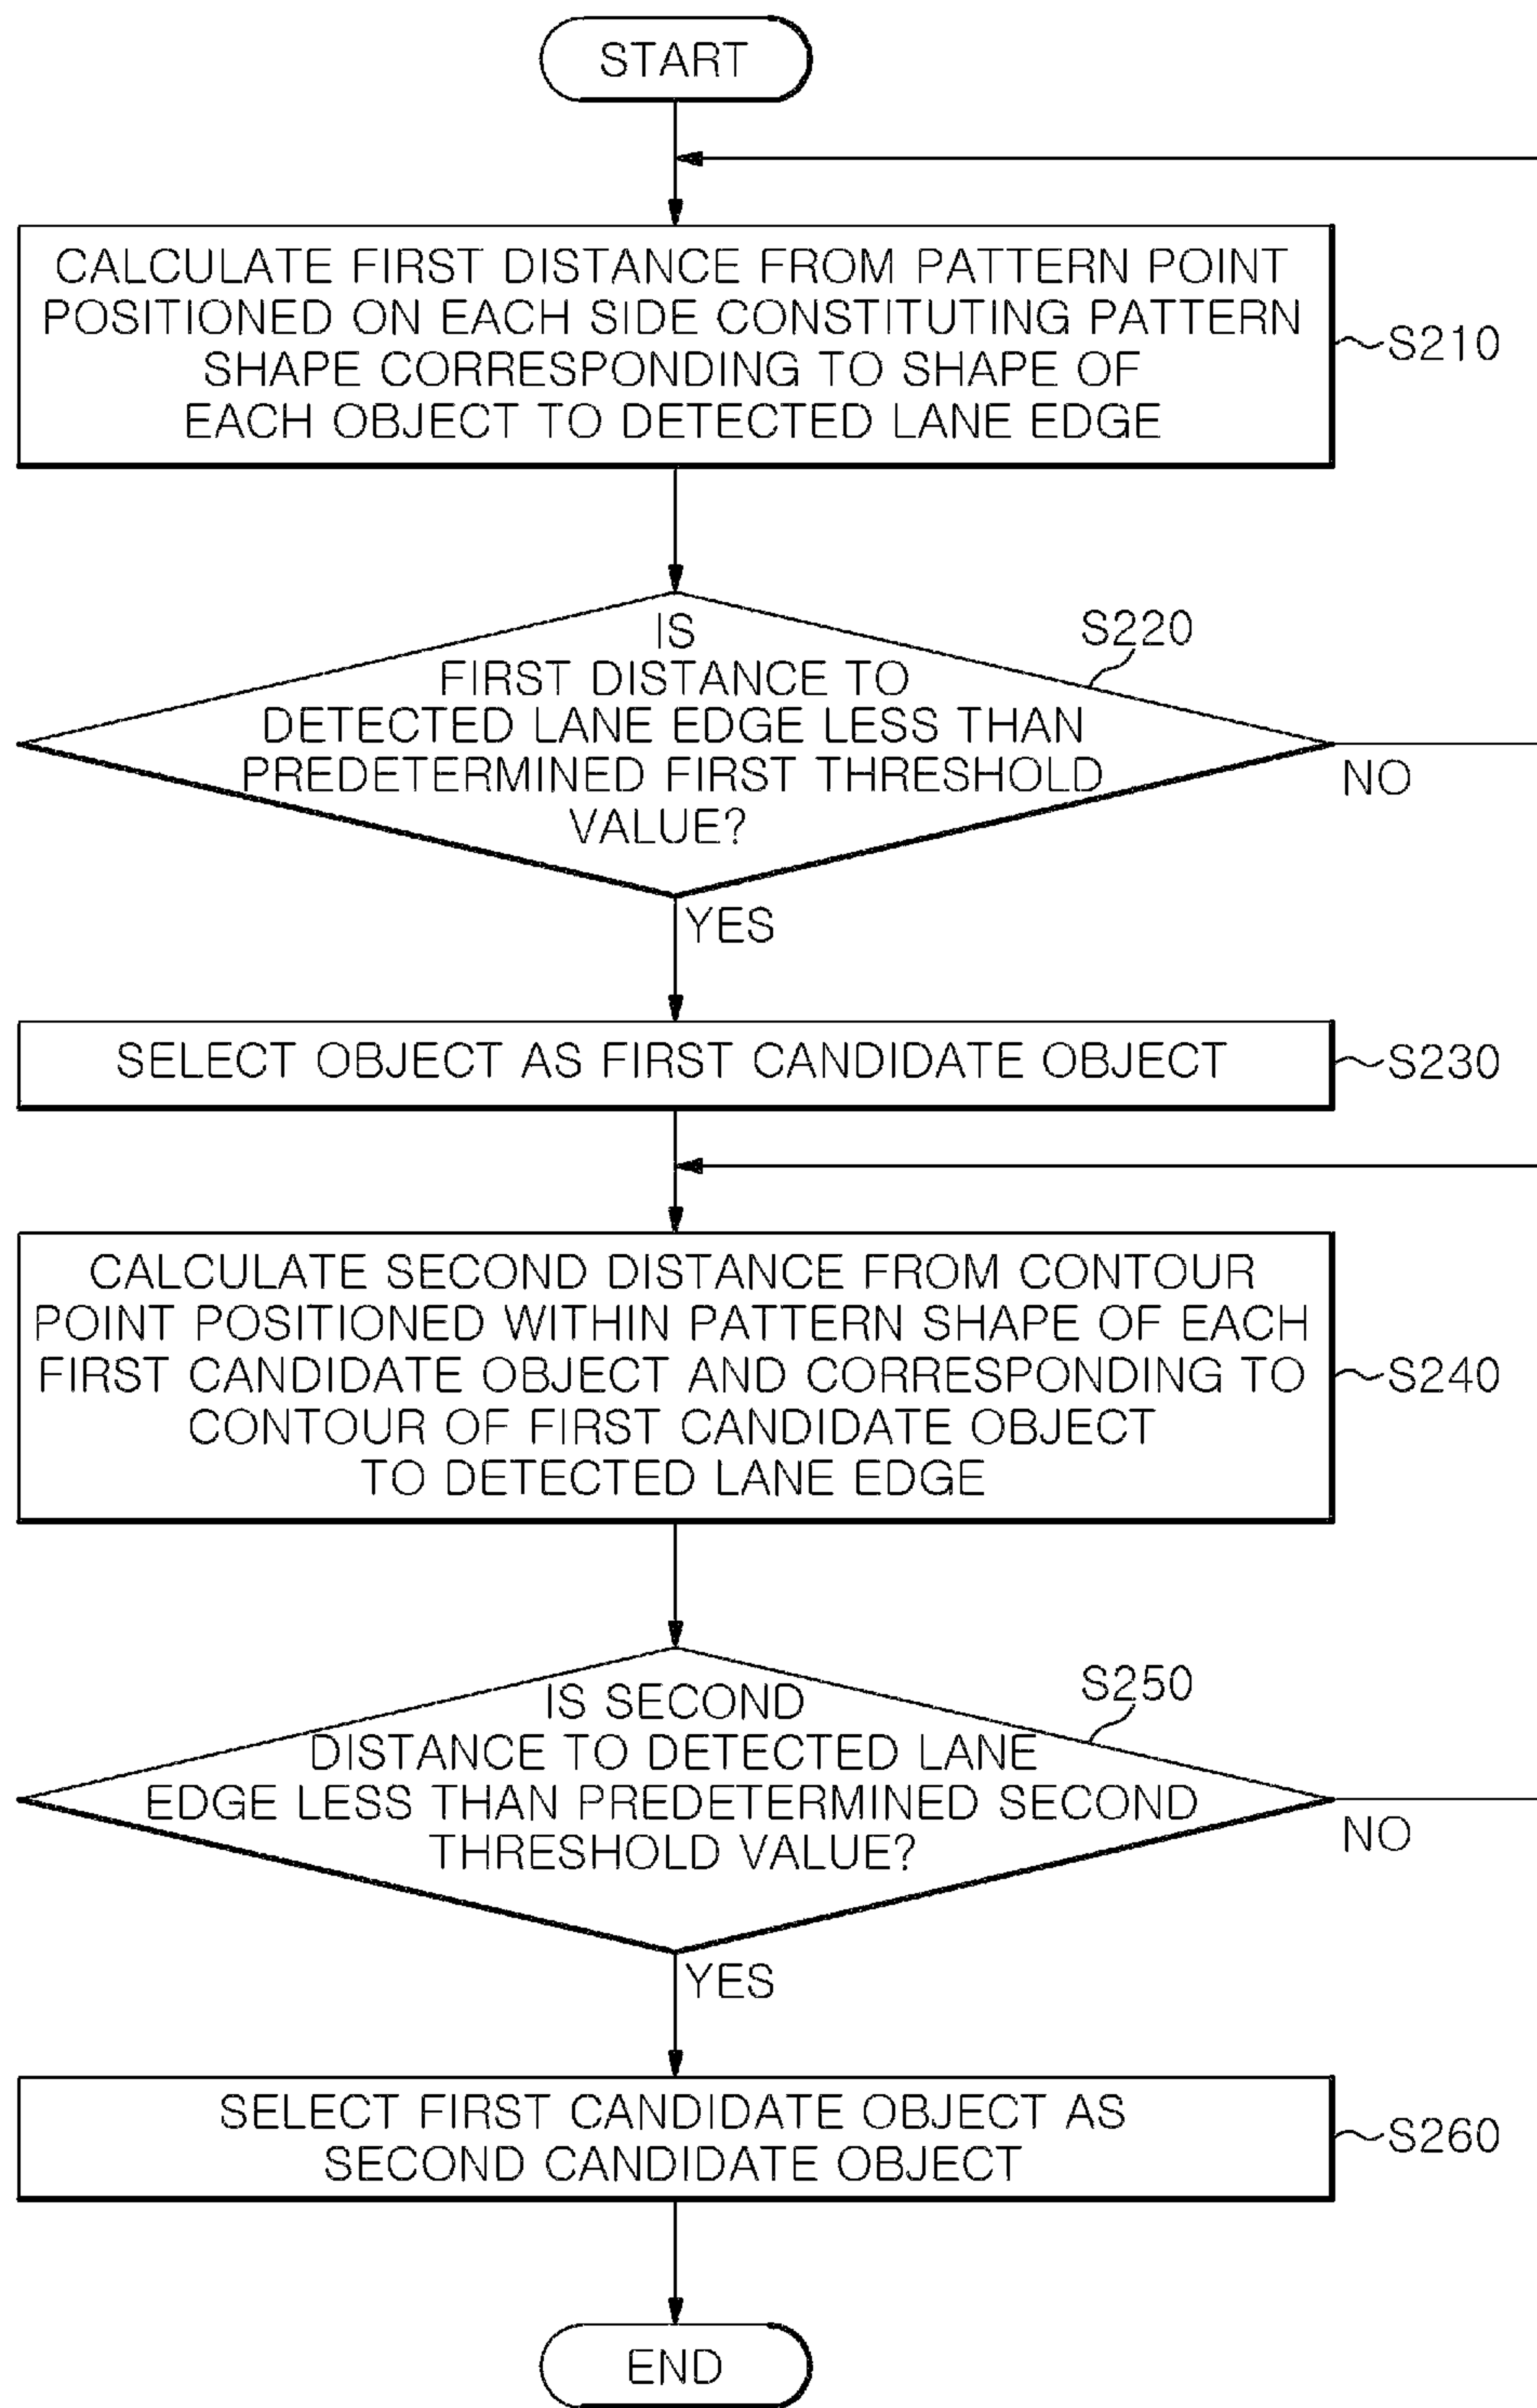 START
CALCULATE FIRST DISTANCE FROM PATTERN POINT
POSITIONED ON EACH SIDE CONSTITUTING PATTERN
SHAPE CORRESPONDING TO SHAPE OF
EACH OBJECT TO DETECTED LANE EDGE
S210
IS
FIRST DISTANCE TO
DETECTED LANE EDGE LESS THAN
PREDETERMINED FIRST THRESHOLD
VALUE?
S220
NO
YES
SELECT OBJECT AS FIRST CANDIDATE OBJECT
S230
CALCULATE SECOND DISTANCE FROM CONTOUR
POINT POSITIONED WITHIN PATTERN SHAPE OF EACH
FIRST CANDIDATE OBJECT AND CORRESPONDING TO
CONTOUR OF FIRST CANDIDATE OBJECT
TO DETECTED LANE EDGE
S240
IS SECOND
DISTANCE TO DETECTED LANE
EDGE LESS THAN PREDETERMINED SECOND
THRESHOLD VALUE?
S250
NO
YES
SELECT FIRST CANDIDATE OBJECT AS
SECOND CANDIDATE OBJECT
S260
END